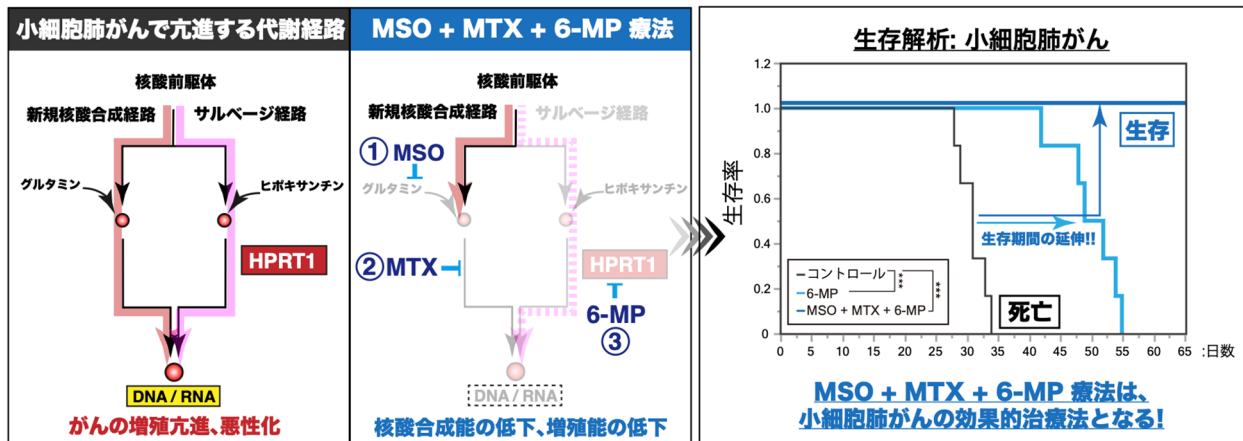 小細胞肺がんで亢進する代謝経路
核酸前駆体
新規核酸合成経路
サルベージ経路
グルタミン
ヒポキサンチン
HPRT1
DNA / RNA
がんの増殖亢進、悪性化
MSO + MTX + 6-MP 療法
核酸前駆体
新規核酸合成経路
サルベージ経路
①MSO
グルタミン
ヒポキサンチン
②MTX
HPRT1
6-MP
③
DNA / RNA
核酸合成能の低下、増殖能の低下
生存解析: 小細胞肺がん
生存率
1.2
1.0
0.8
0.6
0.4
0.2
0
生存
生存期間の延伸!!
コントロール
6-MP
MSO + MTX + 6-MP
***
***
死亡
0 5 10 15 20 25 30 35 40 45 50 55 60 65 :日数
MSO + MTX + 6-MP 療法は、
小細胞肺がんの効果的治療法となる!